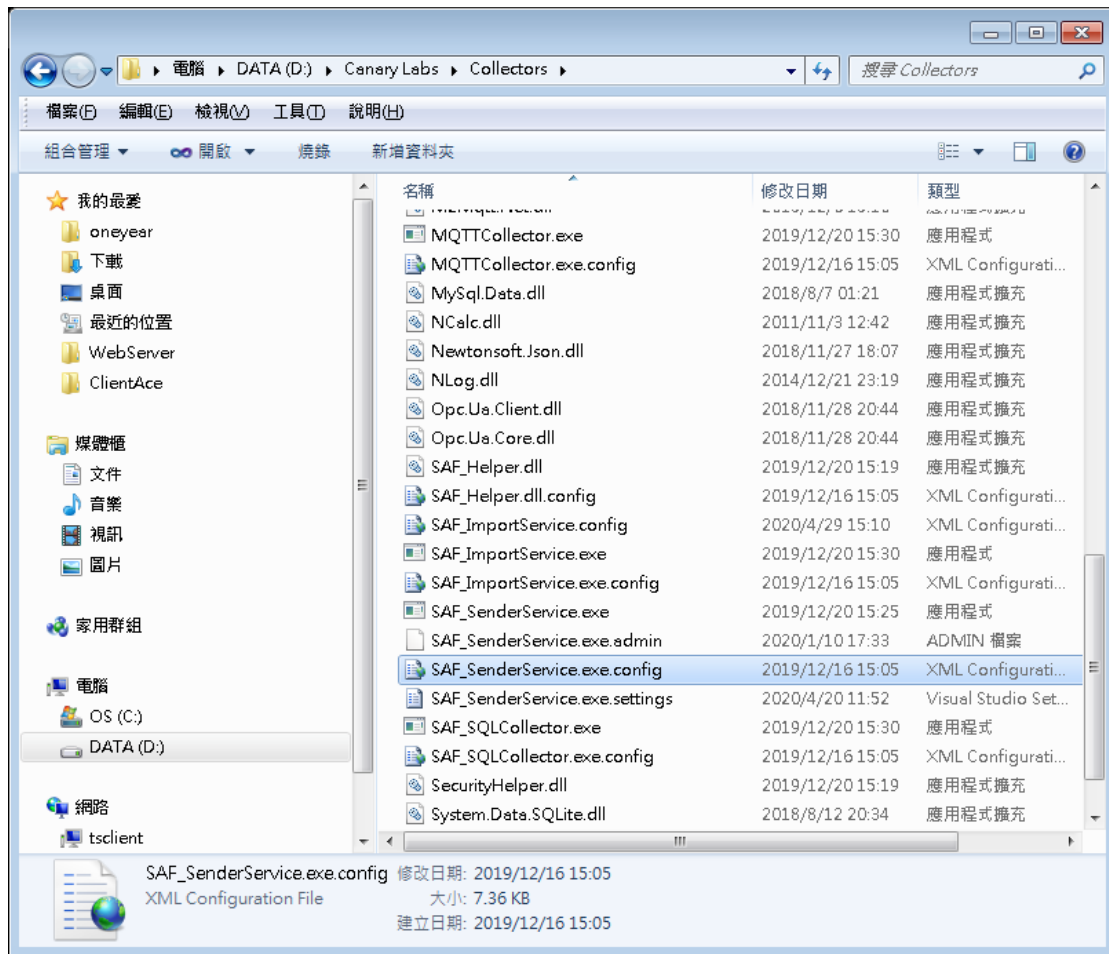 電腦 DATA (D:) Canary Labs Collectors 搜尋 Collectors
檔案(F) 編輯(E) 檢視(V) 工具(T) 說明(H)
組合管理 開啟 燒錄 新增資料夾
我的最愛
oneyear
下載
桌面
最近的位置
WebServer
ClientAce
媒體櫃
文件
音樂
視訊
圖片
家用群組
電腦
OS (C:)
DATA (D:)
網路
tsclient
名稱 修改日期 類型
MQTTCollector.exe 2019/12/20 15:30 應用程式
MQTTCollector.exe.config 2019/12/16 15:05 XML Configurati...
MySql.Data.dll 2018/8/7 01:21 應用程式擴充
NCalc.dll 2011/11/3 12:42 應用程式擴充
Newtonsoft.Json.dll 2018/11/27 18:07 應用程式擴充
NLog.dll 2014/12/21 23:19 應用程式擴充
Opc.Ua.Client.dll 2018/11/28 20:44 應用程式擴充
Opc.Ua.Core.dll 2018/11/28 20:44 應用程式擴充
SAF_Helper.dll 2019/12/20 15:19 應用程式擴充
SAF_Helper.dll.config 2019/12/16 15:05 XML Configurati...
SAF_ImportService.config 2020/4/29 15:10 XML Configurati...
SAF_ImportService.exe 2019/12/20 15:30 應用程式
SAF_ImportService.exe.config 2019/12/16 15:05 XML Configurati...
SAF_SenderService.exe 2019/12/20 15:25 應用程式
SAF_SenderService.exe.admin 2020/1/10 17:33 ADMIN 檔案
SAF_SenderService.exe.config 2019/12/16 15:05 XML Configurati...
SAF_SenderService.exe.settings 2020/4/20 11:52 Visual Studio Set...
SAF_SQLCollector.exe 2019/12/20 15:30 應用程式
SAF_SQLCollector.exe.config 2019/12/16 15:05 XML Configurati...
SecurityHelper.dll 2019/12/20 15:19 應用程式擴充
System.Data.SQLite.dll 2018/8/12 20:34 應用程式擴充
SAF_SenderService.exe.config 修改日期: 2019/12/16 15:05
XML Configuration File 大小: 7.36 KB
建立日期: 2019/12/16 15:05